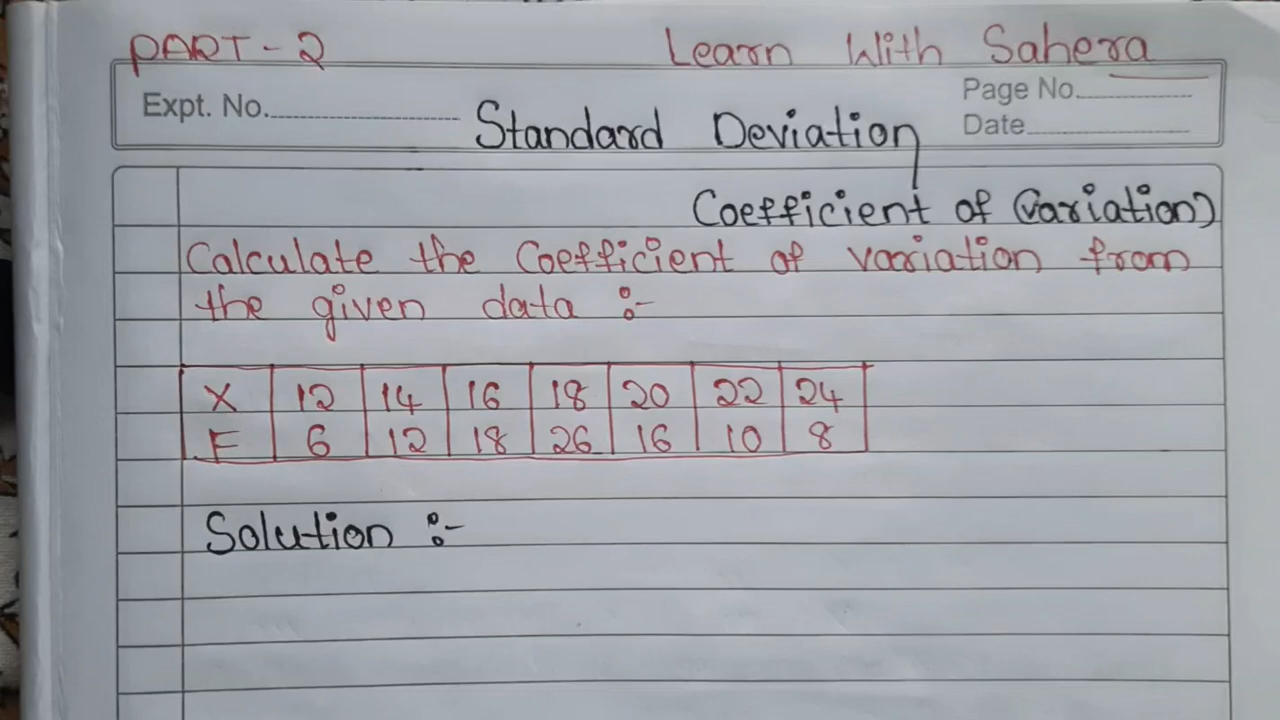 PART-2 Learn With Sahera
Expt. No. Page No.
Standard Deviation Date
Coefficient of (variation)
Calculate the Coefficient of variation from
the given data :-
X 12 14 16 18 20 22 24
F 6 12 18 26 16 10 8
Solution :-